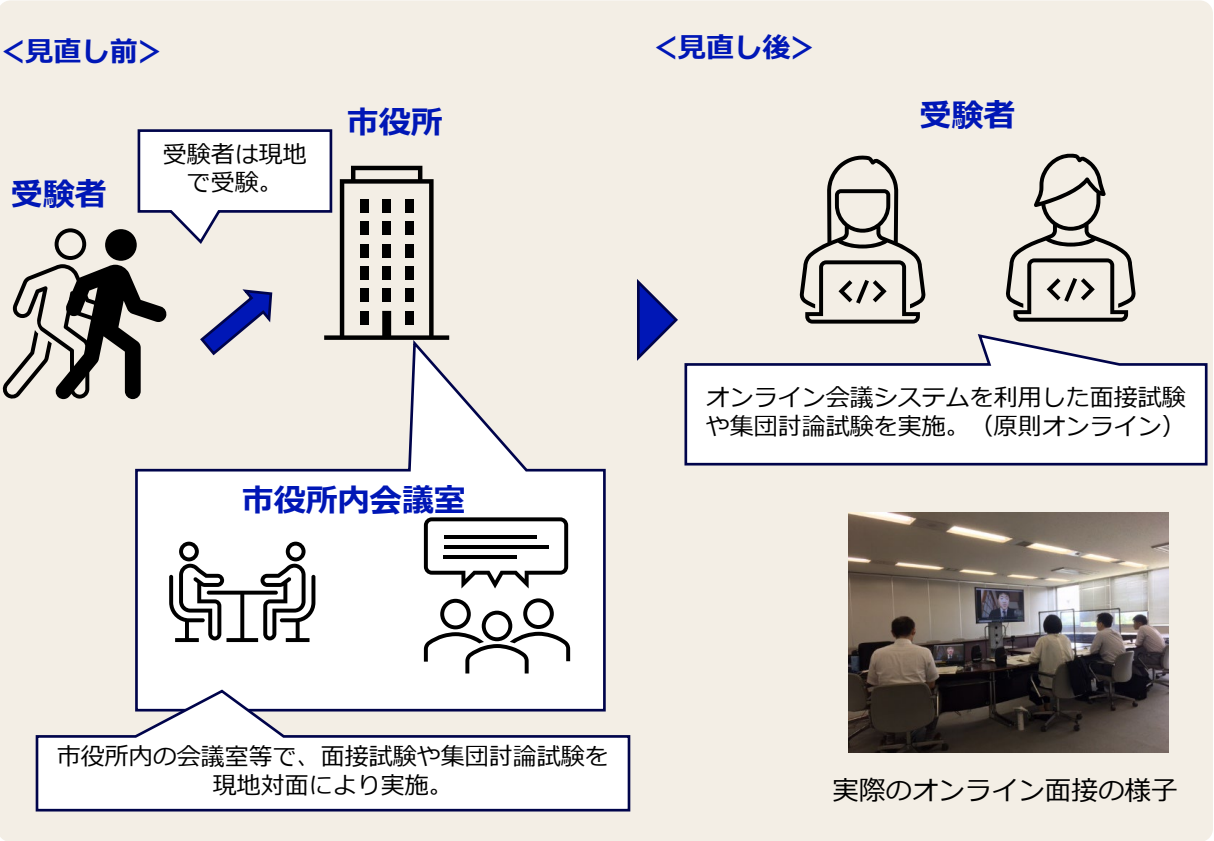 ＜見直し前＞
市役所
受験者は現地
で受験。
受験者
市役所内会議室
市役所内の会議室等で、面接試験や集団討論試験を
現地対面により実施。
＜見直し後＞
受験者
</>
</>
オンライン会議システムを利用した面接試験
や集団討論試験を実施。（原則オンライン）
実際のオンライン面接の様子